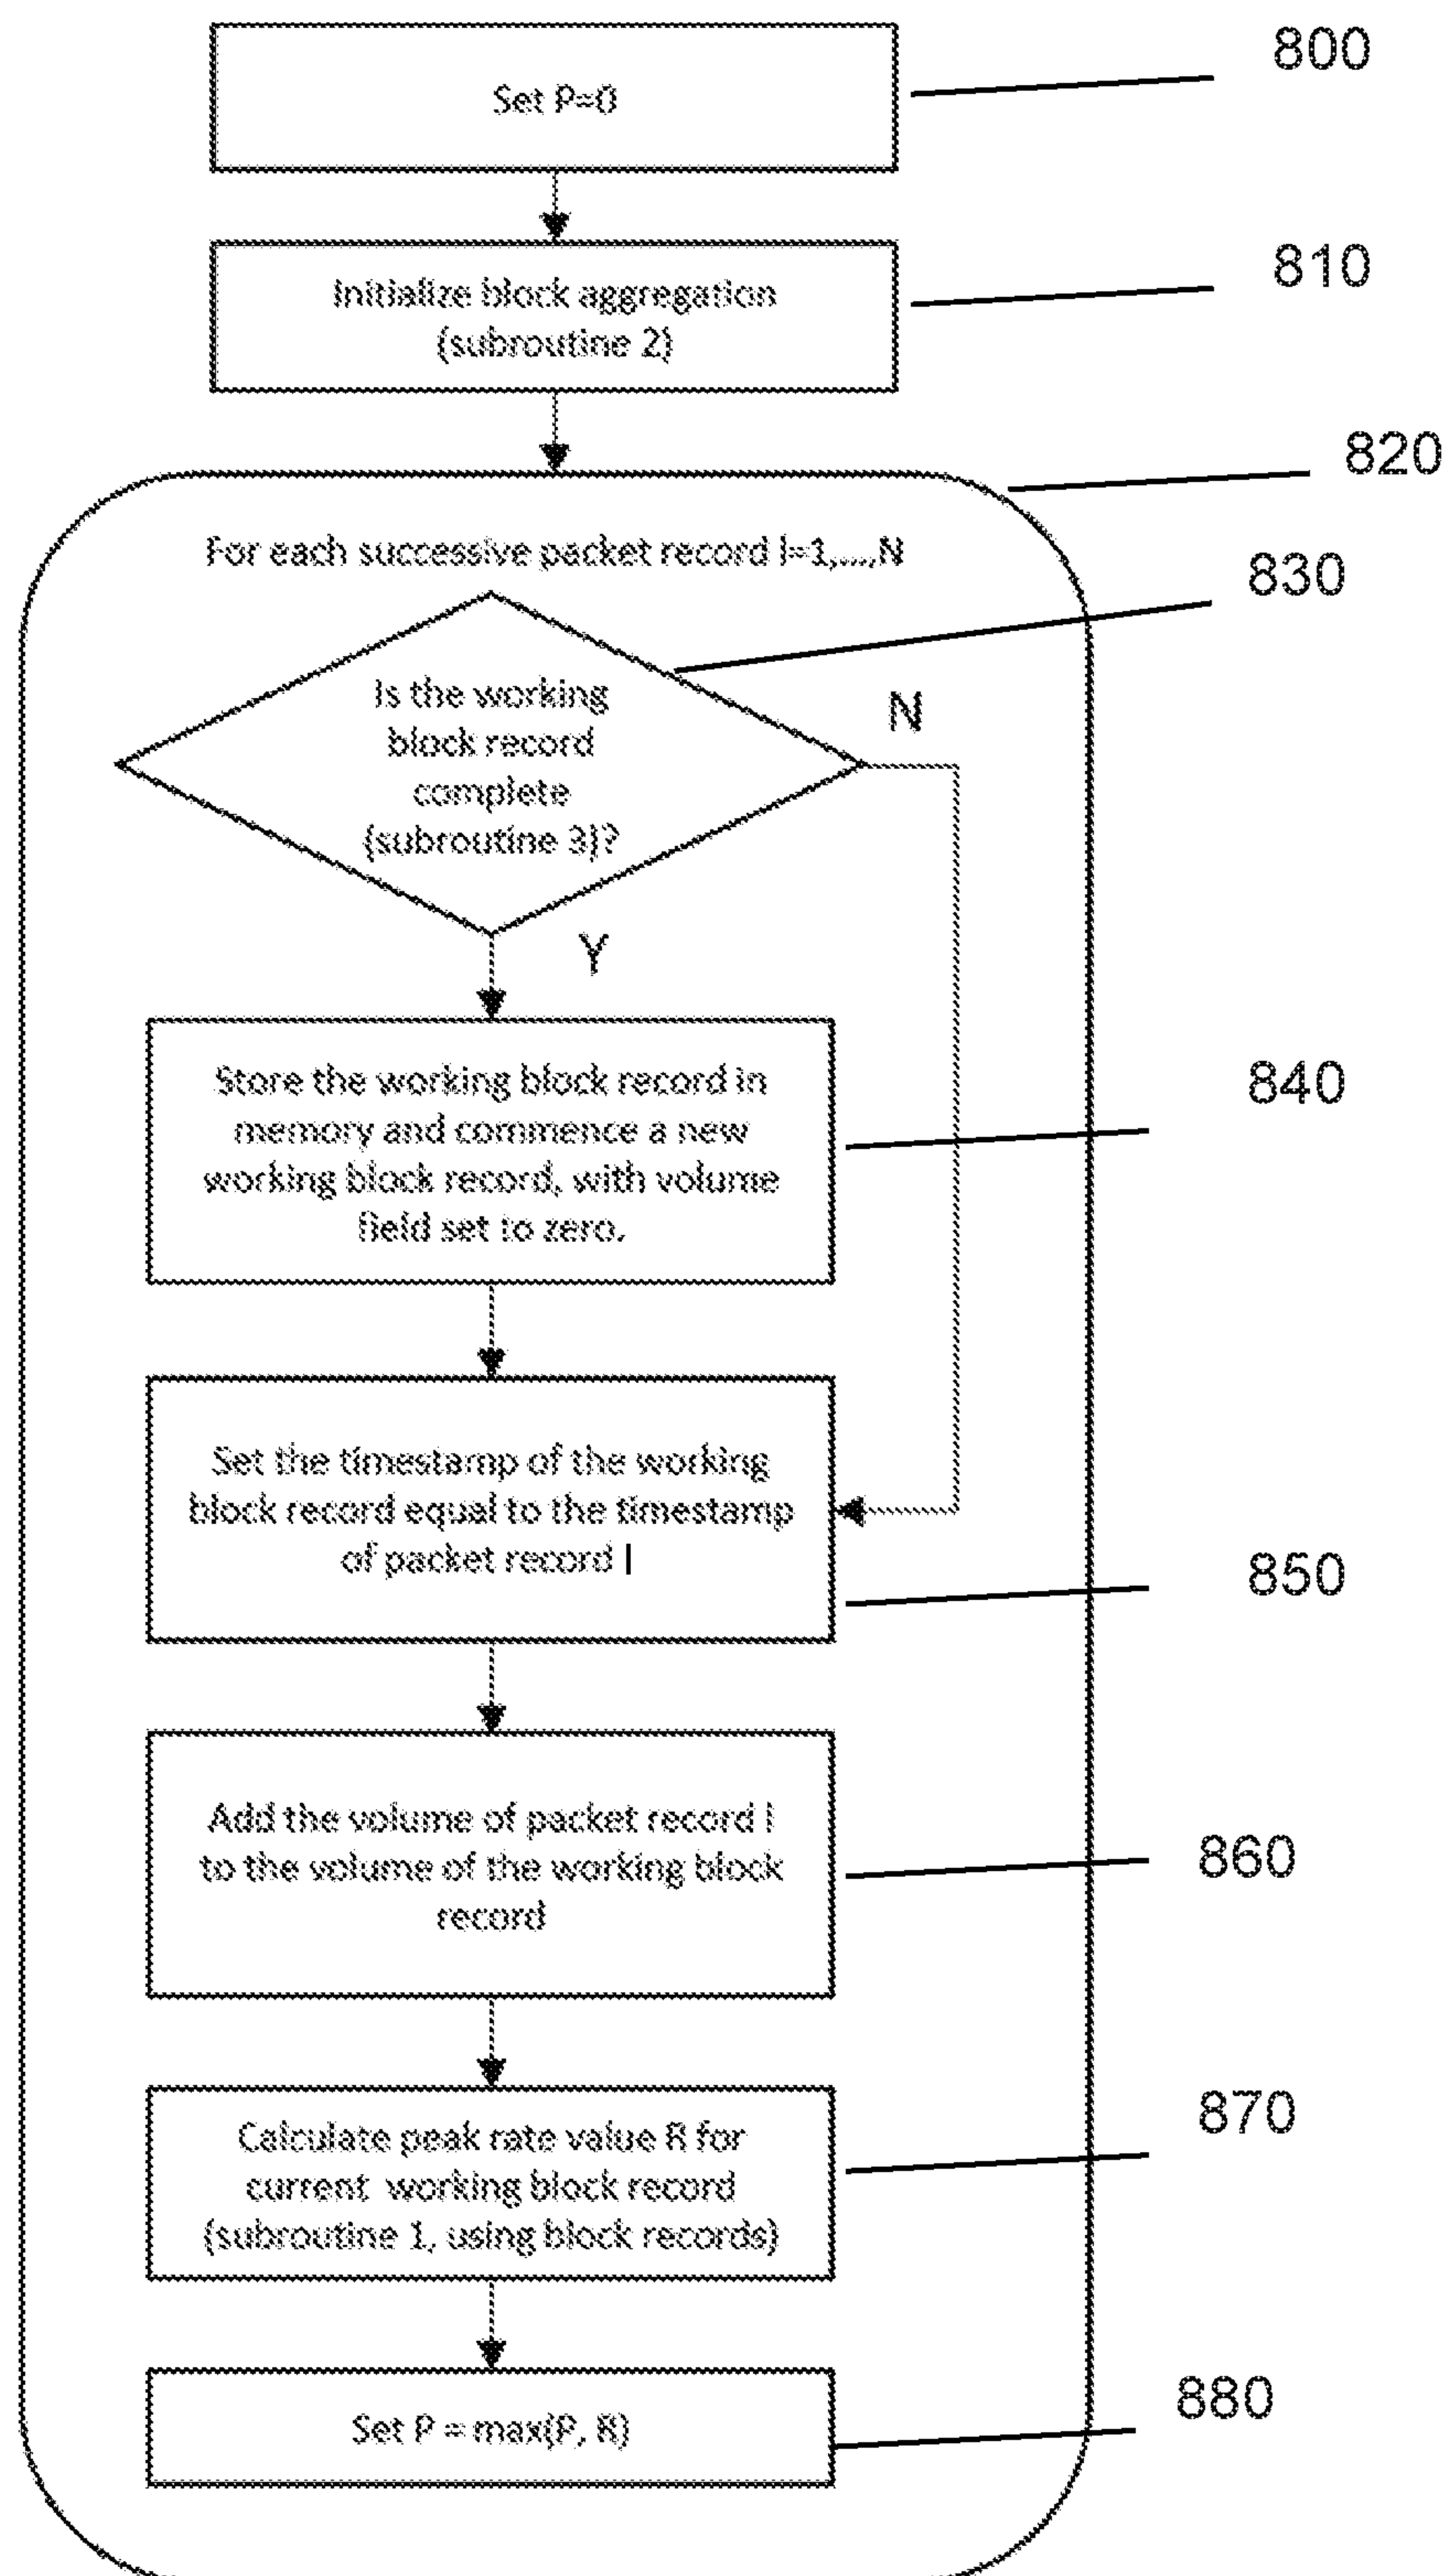 Set P=0
800
Initialize block aggregation
(subroutine 2)
810
820
For each successive packet record I=1,...,N
830
Is the working
block record
complete
(subroutine 3)?
N
Y
Store the working block record in
memory and commence a new
working block record, with volume
field set to zero.
840
Set the timestamp of the working
block record equal to the timestamp
of packet record I
850
Add the volume of packet record I
to the volume of the working block
record
860
Calculate peak rate value R for
current working block record
(subroutine 1, using block records)
870
Set P = max(P, R)
880